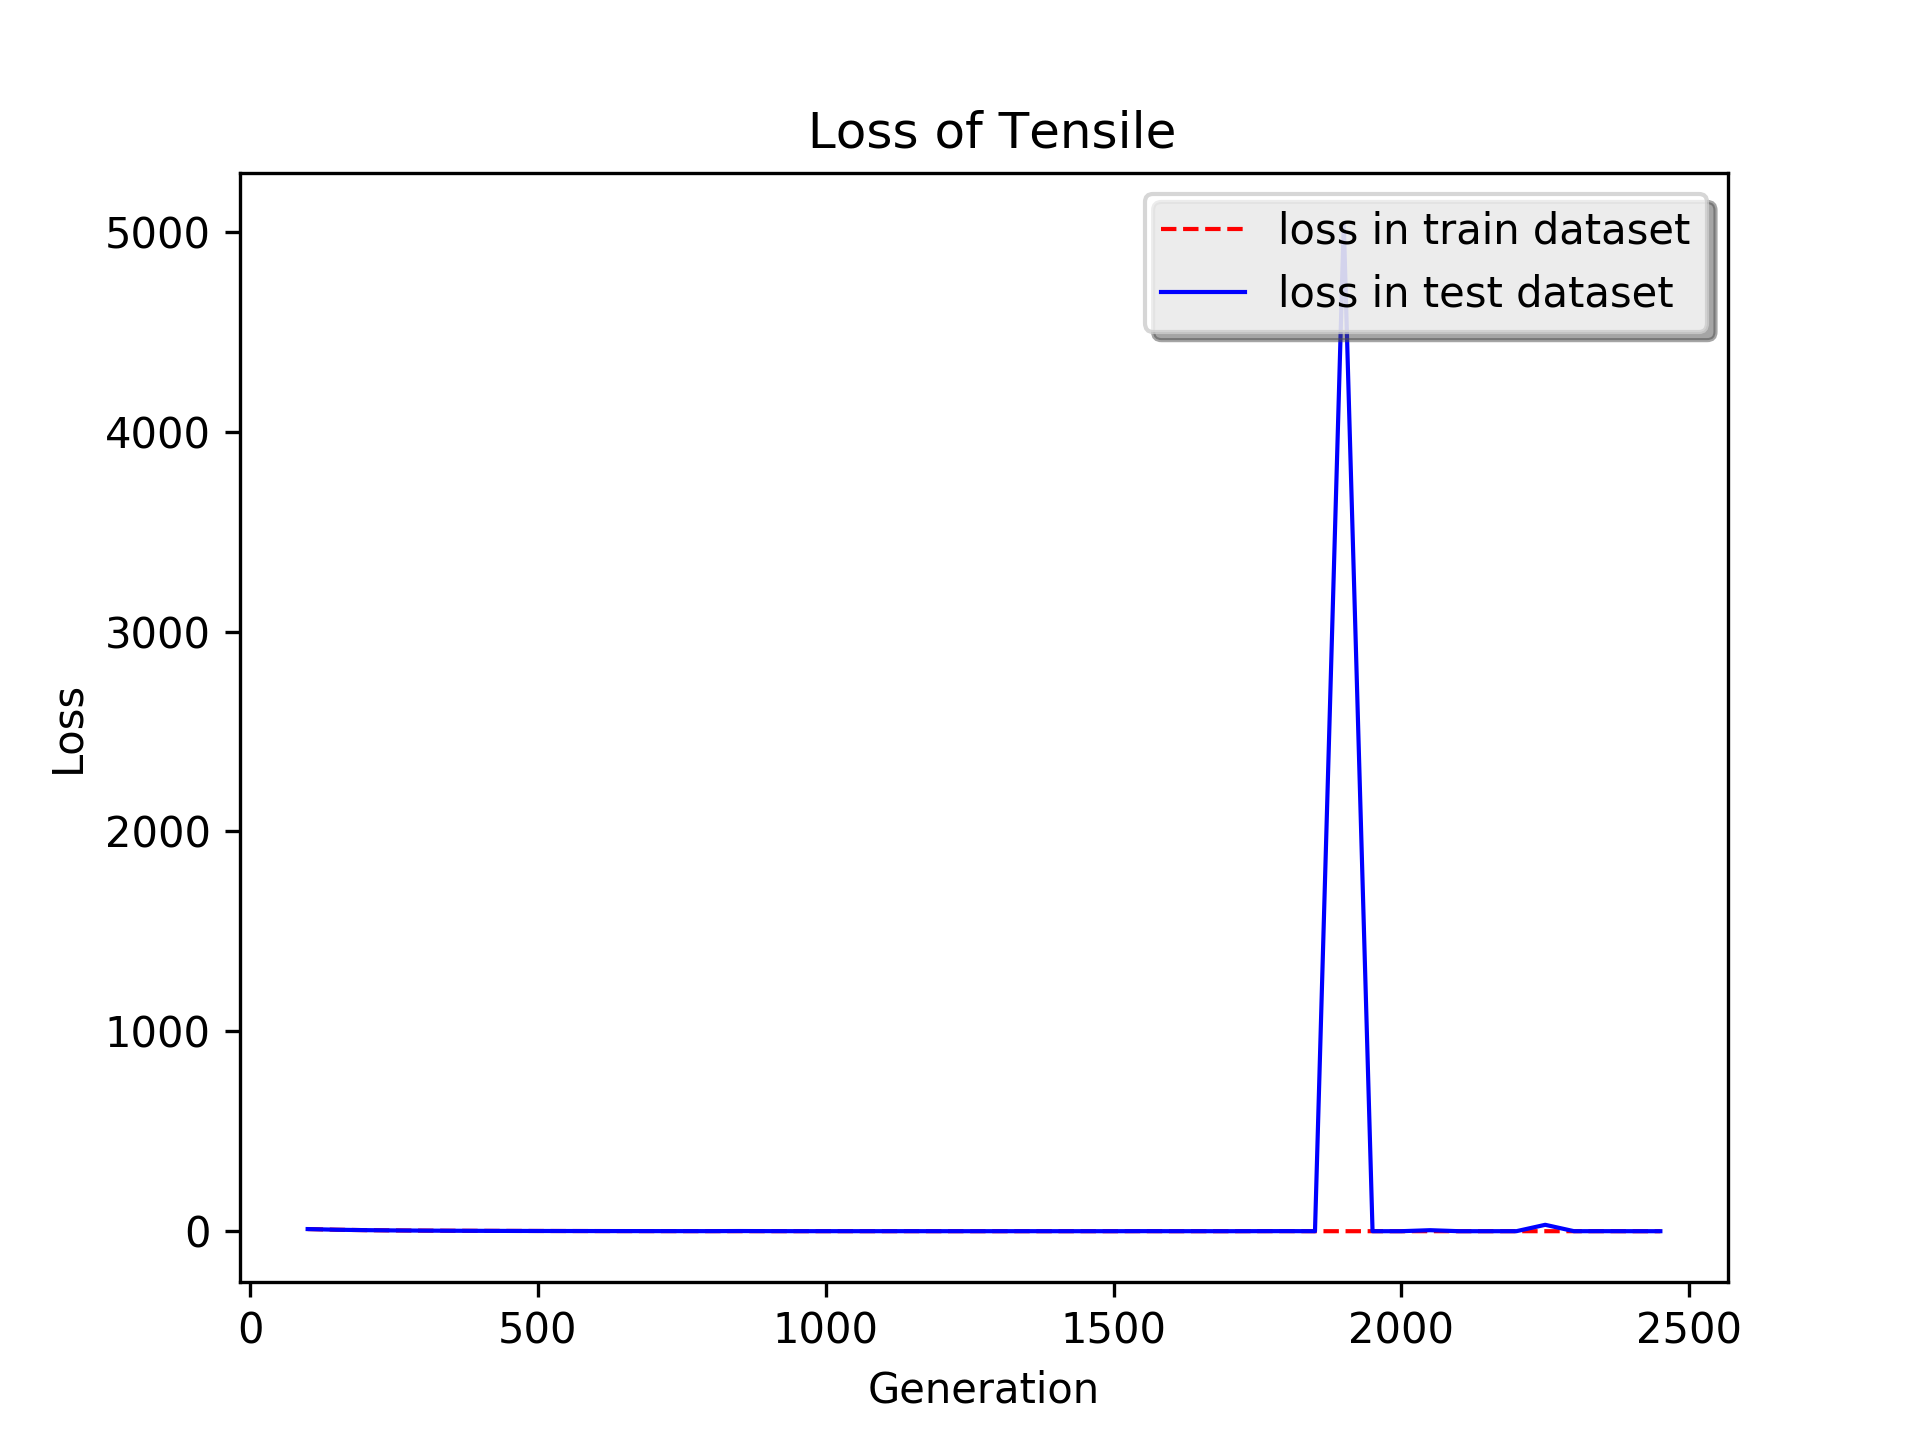 Loss of Tensile
loss in train dataset
loss in test dataset
5000
4000
3000
2000
1000
0
Loss
0 500 1000 1500 2000 2500
Generation